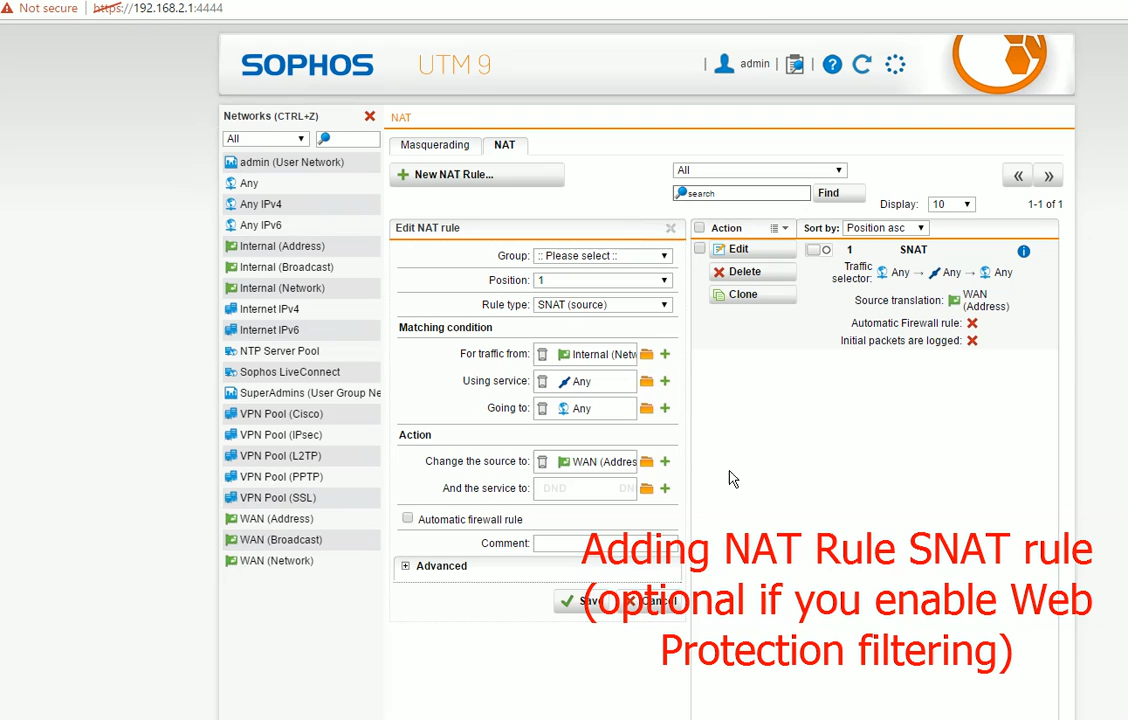 Not secure | https://192.168.2.1:4444
SOPHOS UTM 9
admin
Networks (CTRL+Z)
All
admin (User Network)
Any
Any IPv4
Any IPv6
Internal (Address)
Internal (Broadcast)
Internal (Network)
Internet IPv4
Internet IPv6
NTP Server Pool
Sophos LiveConnect
SuperAdmins (User Group Ne
VPN Pool (Cisco)
VPN Pool (IPsec)
VPN Pool (L2TP)
VPN Pool (PPTP)
VPN Pool (SSL)
WAN (Address)
WAN (Broadcast)
WAN (Network)
NAT
Masquerading NAT
New NAT Rule...
All
search Find
Display: 10 1-1 of 1
Edit NAT rule
Group: :: Please select ::
Position: 1
Rule type: SNAT (source)
Matching condition
For traffic from: Internal (Netw
Using service: Any
Going to: Any
Action
Change the source to: WAN (Addres
And the service to: DND DN
Automatic firewall rule
Comment:
Advanced
Save Cancel
Action Sort by: Position asc
Edit
Delete
Clone
1 SNAT
Traffic
selector: Any → Any → Any
Source translation: WAN
(Address)
Automatic Firewall rule:
Initial packets are logged:
Adding NAT Rule SNAT rule
(optional if you enable Web
Protection filtering)